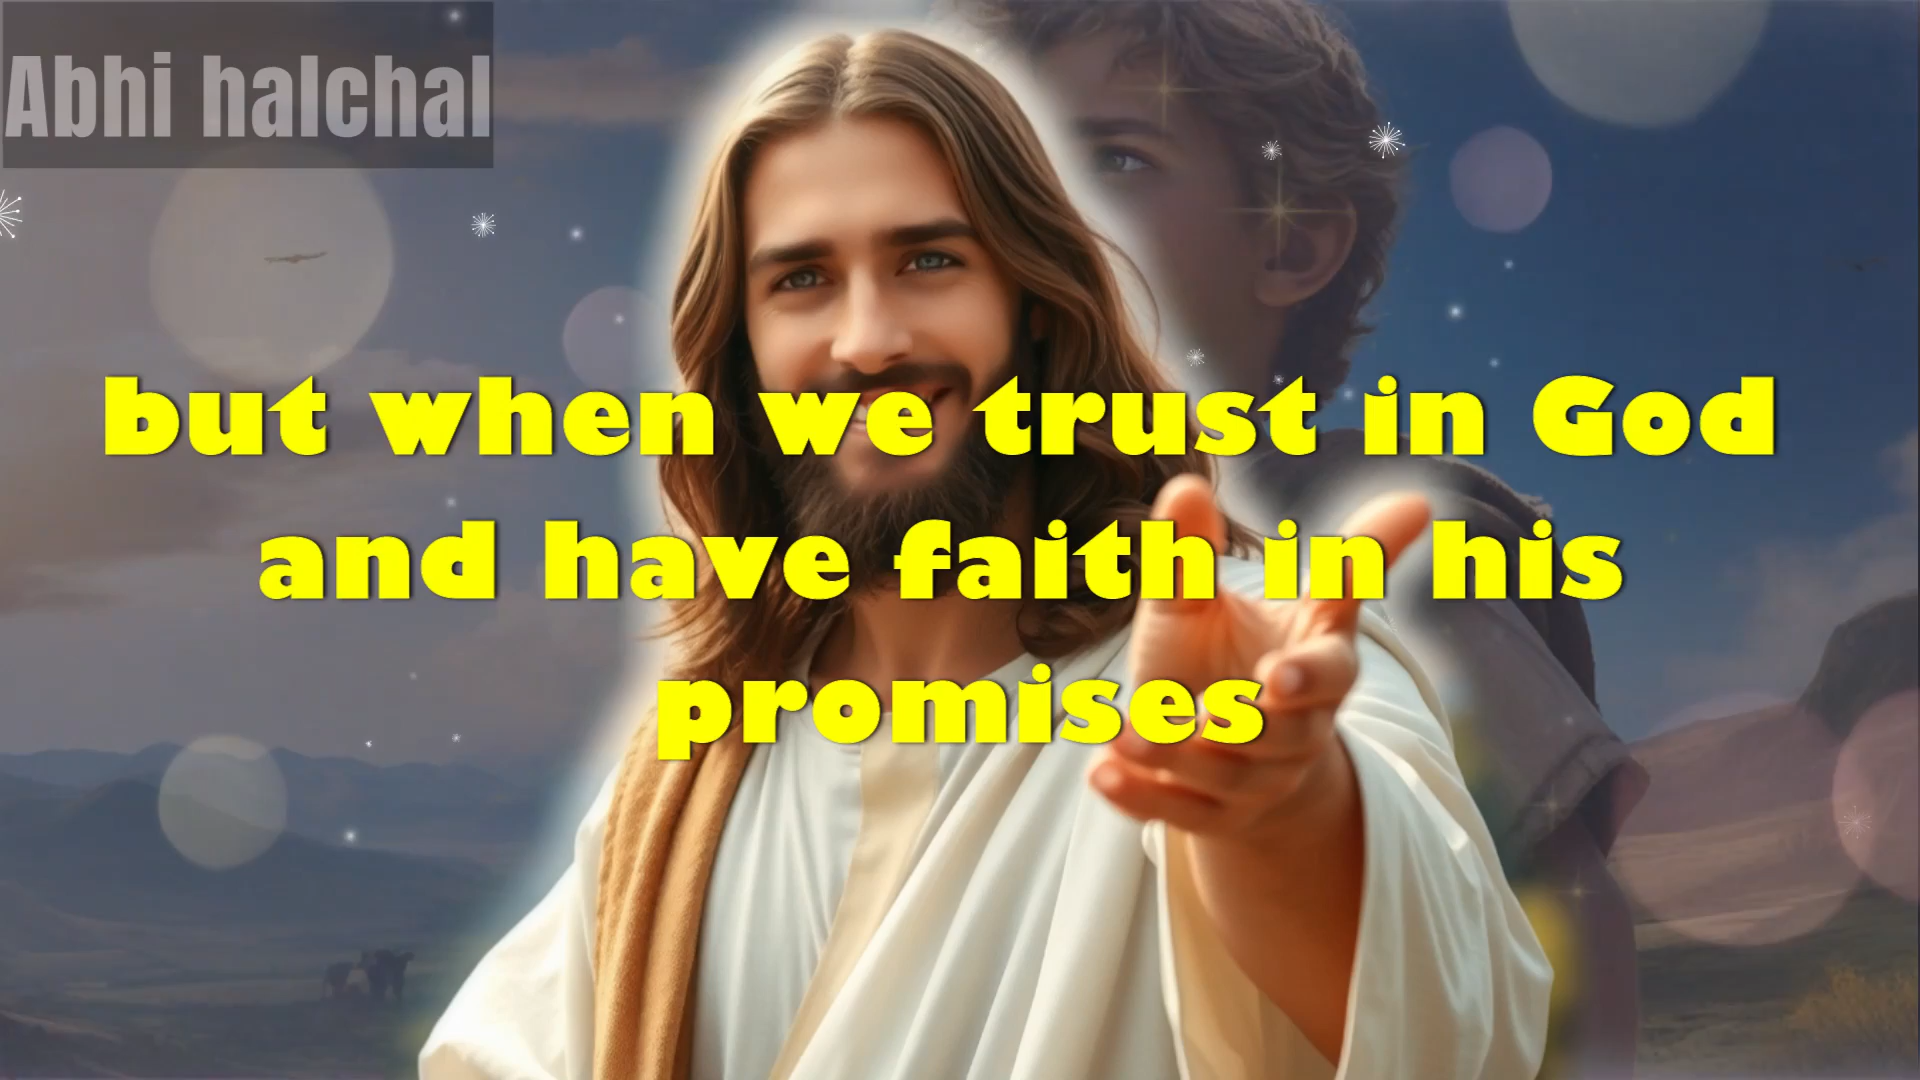 Abhi halchal
but when we trust in God
and have faith in his
promises